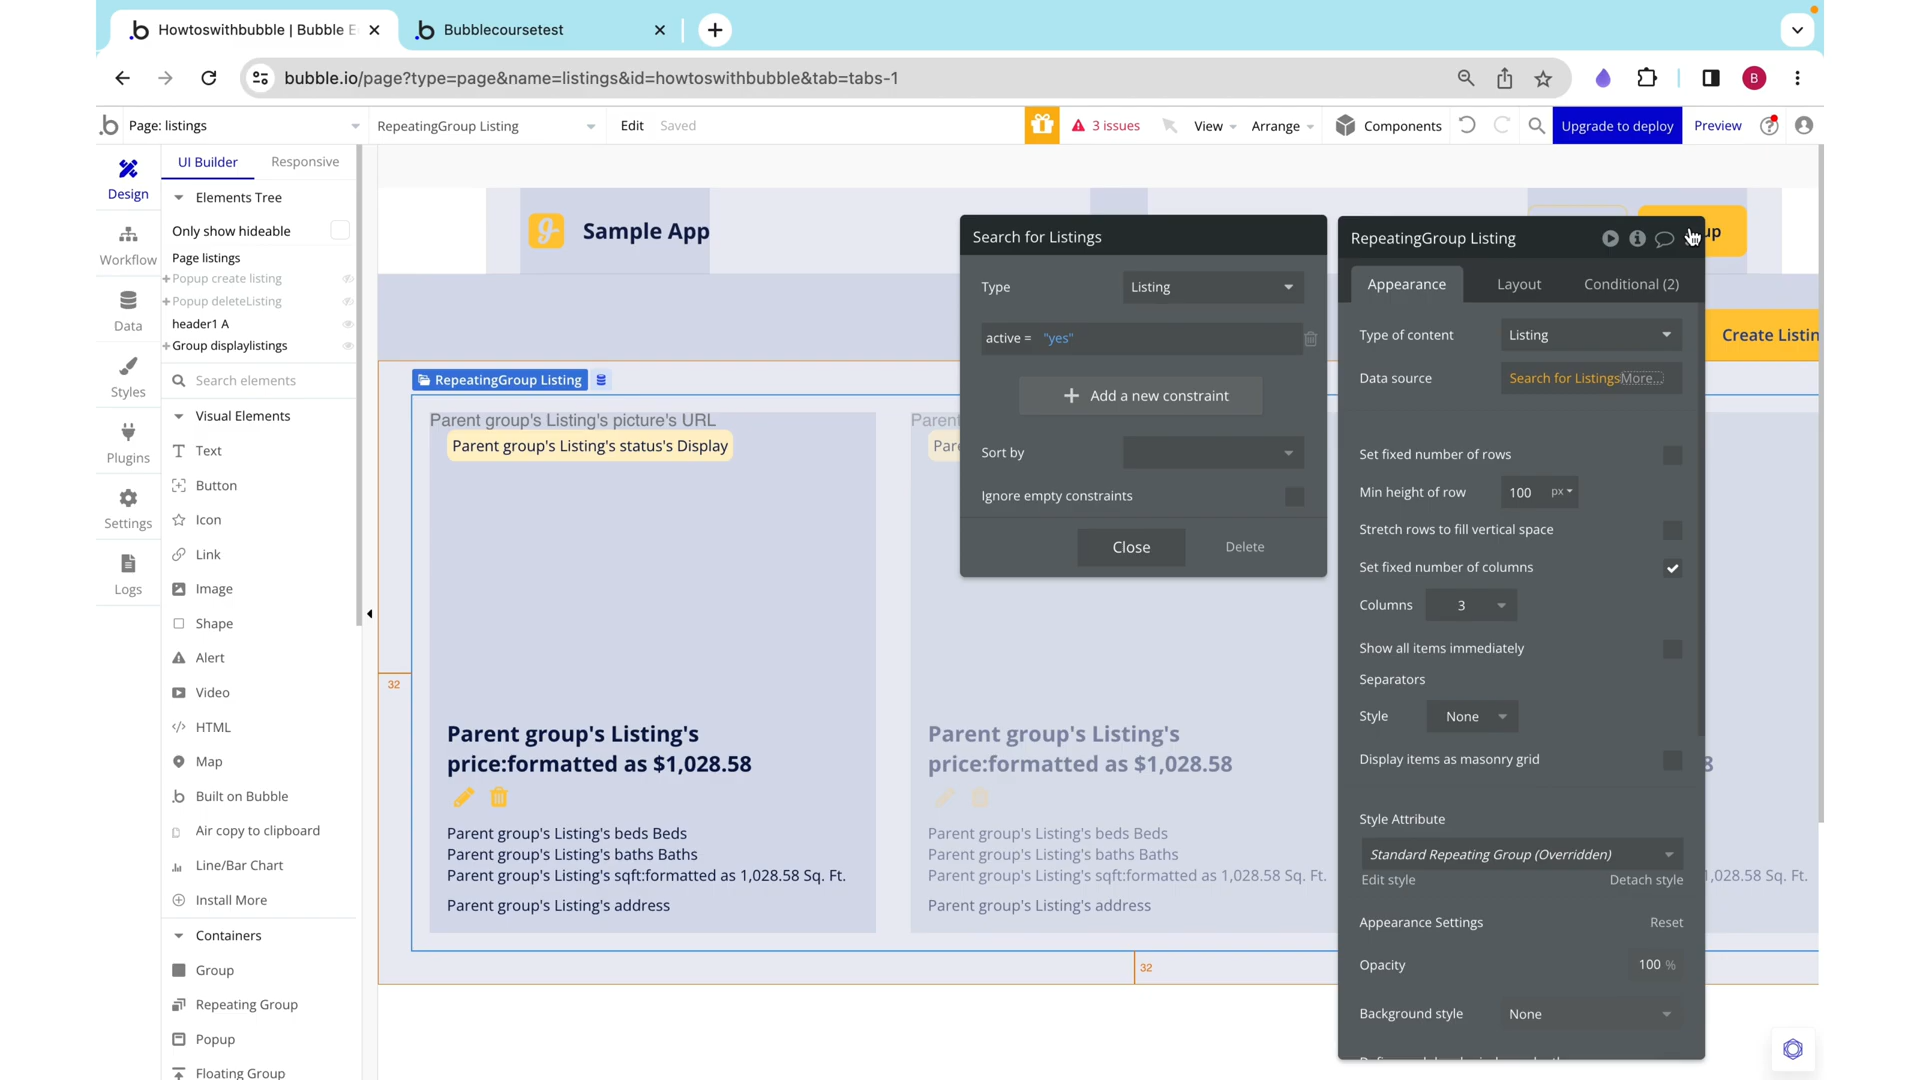 Howtoswithbubble | Bubble E
Bubblecoursetest
bubble.io/page?type=page&name=listings&id=howtoswithbubble&tab=tabs-1
B
Page: listings
RepeatingGroup Listing
Edit
Saved
3 issues
View
Arrange
Components
Upgrade to deploy
Preview
Design
Workflow
Data
Styles
Plugins
Settings
Logs
UI Builder
Responsive
Elements Tree
Only show hideable
Page listings
+Popup create listing
+Popup deleteListing
header1 A
+Group displaylistings
Search elements
Visual Elements
Text
Button
Icon
Link
Image
Shape
Alert
Video
HTML
Map
Built on Bubble
Air copy to clipboard
Line/Bar Chart
Install More
Containers
Group
Repeating Group
Popup
Floating Group
Sample App
up
Create Listin
RepeatingGroup Listing
Parent group's Listing's picture's URL
Parent group's Listing's status's Display
Parent group's Listing's
price:formatted as $1,028.58
Parent group's Listing's beds Beds
Parent group's Listing's baths Baths
Parent group's Listing's sqft:formatted as 1,028.58 Sq. Ft.
Parent group's Listing's address
Parent
Pare
Parent group's Listing's
price:formatted as $1,028.58
Parent group's Listing's beds Beds
Parent group's Listing's baths Baths
Parent group's Listing's sqft:formatted as 1,028.58 Sq. Ft.
Parent group's Listing's address
8
1,028.58 Sq. Ft.
32
32
Search for Listings
Type
Listing
active = "yes"
Add a new constraint
Sort by
Ignore empty constraints
Close
Delete
RepeatingGroup Listing
Appearance
Layout
Conditional (2)
Type of content
Listing
Data source
Search for ListingsMore...
Set fixed number of rows
Min height of row
100 px
Stretch rows to fill vertical space
Set fixed number of columns
Columns
3
Show all items immediately
Separators
Style
None
Display items as masonry grid
Style Attribute
Standard Repeating Group (Overridden)
Edit style
Detach style
Appearance Settings
Reset
Opacity
100 %
Background style
None